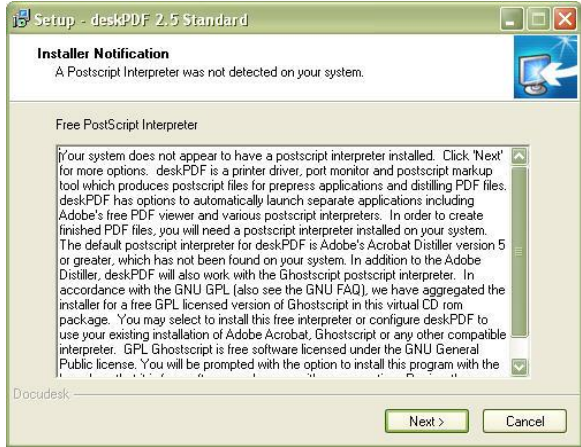 Setup - deskPDF 2.5 Standard
Installer Notification
A Postscript Interpreter was not detected on your system.
Free PostScript Interpreter
Your system does not appear to have a postscript interpreter installed. Click 'Next'
for more options. deskPDF is a printer driver, port monitor and postscript markup
tool which produces postscript files for prepress applications and distilling PDF files.
deskPDF has options to automatically launch separate applications including
Adobe's free PDF viewer and various postscript interpreters. In order to create
finished PDF files, you will need a postscript interpreter installed on your system.
The default postscript interpreter for deskPDF is Adobe's Acrobat Distiller version 5
or greater, which has not been found on your system. In addition to the Adobe
Distiller, deskPDF will also work with the Ghostscript postscript interpreter. In
accordance with the GNU GPL (also see the GNU FAQ), we have aggregated the
installer for a free GPL licensed version of Ghostscript in this virtual CD rom
package. You may select to install this free interpreter or configure deskPDF to
use your existing installation of Adobe Acrobat, Ghostscript or any other compatible
interpreter. GPL Ghostscript is free software licensed under the GNU General
Public license. You will be prompted with the option to install this program with the
Docudesk
Next >
Cancel